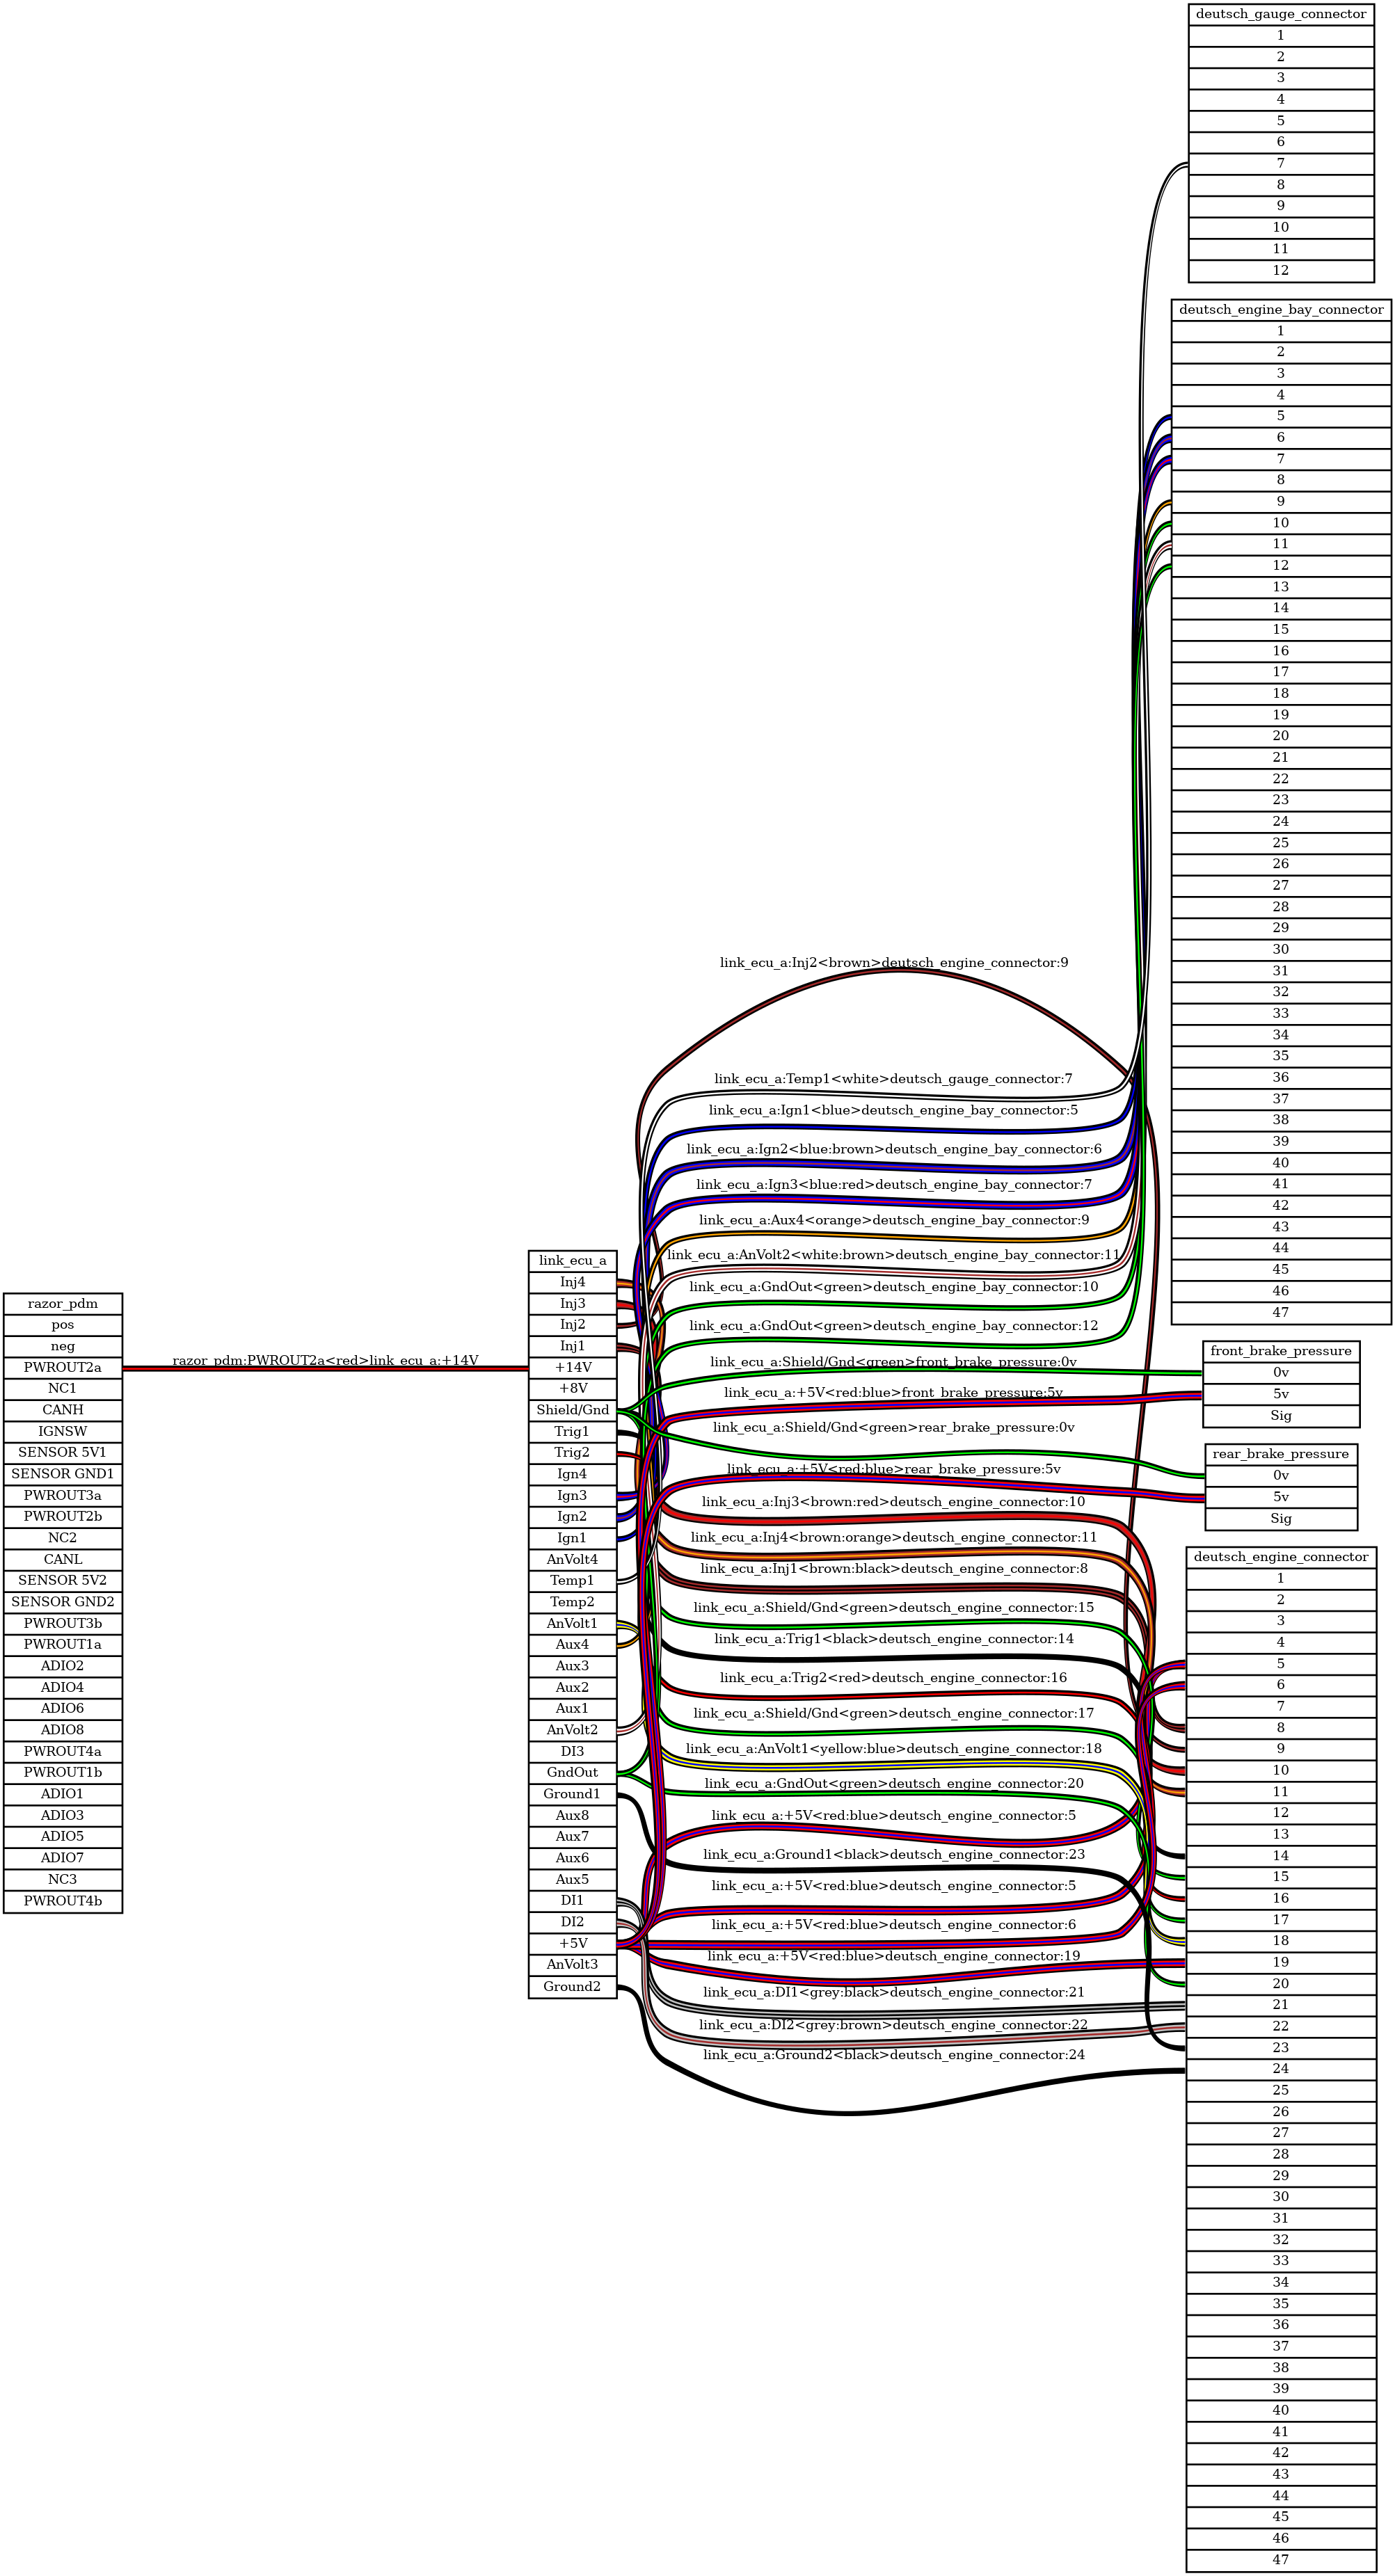 deutsch_gauge_connector
1
2
3
4
5
6
7
8
9
10
11
12
deutsch_engine_bay_connector
1
2
3
4
5
6
7
8
9
10
11
12
13
14
15
16
17
18
19
20
21
22
23
24
25
26
27
28
29
30
31
32
33
34
35
36
37
38
39
40
41
42
43
44
45
46
47
front_brake_pressure
0v
5v
Sig
rear_brake_pressure
0v
5v
Sig
deutsch_engine_connector
1
2
3
4
5
6
7
8
9
10
11
12
13
14
15
16
17
18
19
20
21
22
23
24
25
26
27
28
29
30
31
32
33
34
35
36
37
38
39
40
41
42
43
44
45
46
47
link_ecu_a:Inj2<brown>deutsch_engine_connector:9
link_ecu_a:Temp1<white>deutsch_gauge_connector:7
link_ecu_a:Ign1<blue>deutsch_engine_bay_connector:5
link_ecu_a:Ign2<blue:brown>deutsch_engine_bay_connector:6
link_ecu_a:Ign3<blue:red>deutsch_engine_bay_connector:7
link_ecu_a:Aux4<orange>deutsch_engine_bay_connector:9
link_ecu_a:AnVolt2<white:brown>deutsch_engine_bay_connector:11
link_ecu_a:GndOut<green>deutsch_engine_bay_connector:10
link_ecu_a:GndOut<green>deutsch_engine_bay_connector:12
link_ecu_a:Shield/Gnd<green>front_brake_pressure:0v
link_ecu_a:+5V<red:blue>front_brake_pressure:5v
link_ecu_a:Shield/Gnd<green>rear_brake_pressure:0v
link_ecu_a:+5V<red:blue>rear_brake_pressure:5v
link_ecu_a:Inj3<brown:red>deutsch_engine_connector:10
link_ecu_a:Inj4<brown:orange>deutsch_engine_connector:11
link_ecu_a:Inj1<brown:black>deutsch_engine_connector:8
link_ecu_a:Shield/Gnd<green>deutsch_engine_connector:15
link_ecu_a:Trig1<black>deutsch_engine_connector:14
link_ecu_a:Trig2<red>deutsch_engine_connector:16
link_ecu_a:Shield/Gnd<green>deutsch_engine_connector:17
link_ecu_a:AnVolt1<yellow:blue>deutsch_engine_connector:18
link_ecu_a:GndOut<green>deutsch_engine_connector:20
link_ecu_a:+5V<red:blue>deutsch_engine_connector:5
link_ecu_a:Ground1<black>deutsch_engine_connector:23
link_ecu_a:+5V<red:blue>deutsch_engine_connector:5
link_ecu_a:+5V<red:blue>deutsch_engine_connector:6
link_ecu_a:+5V<red:blue>deutsch_engine_connector:19
link_ecu_a:DI1<grey:black>deutsch_engine_connector:21
link_ecu_a:DI2<grey:brown>deutsch_engine_connector:22
link_ecu_a:Ground2<black>deutsch_engine_connector:24
link_ecu_a
Inj4
Inj3
Inj2
Inj1
+14V
+8V
Shield/Gnd
Trig1
Trig2
Ign4
Ign3
Ign2
Ign1
AnVolt4
Temp1
Temp2
AnVolt1
Aux4
Aux3
Aux2
Aux1
AnVolt2
DI3
GndOut
Ground1
Aux8
Aux7
Aux6
Aux5
DI1
DI2
+5V
AnVolt3
Ground2
razor_pdm:PWROUT2a<red>link_ecu_a:+14V
razor_pdm
pos
neg
PWROUT2a
NC1
CANH
IGNSW
SENSOR 5V1
SENSOR GND1
PWROUT3a
PWROUT2b
NC2
CANL
SENSOR 5V2
SENSOR GND2
PWROUT3b
PWROUT1a
ADIO2
ADIO4
ADIO6
ADIO8
PWROUT4a
PWROUT1b
ADIO1
ADIO3
ADIO5
ADIO7
NC3
PWROUT4b